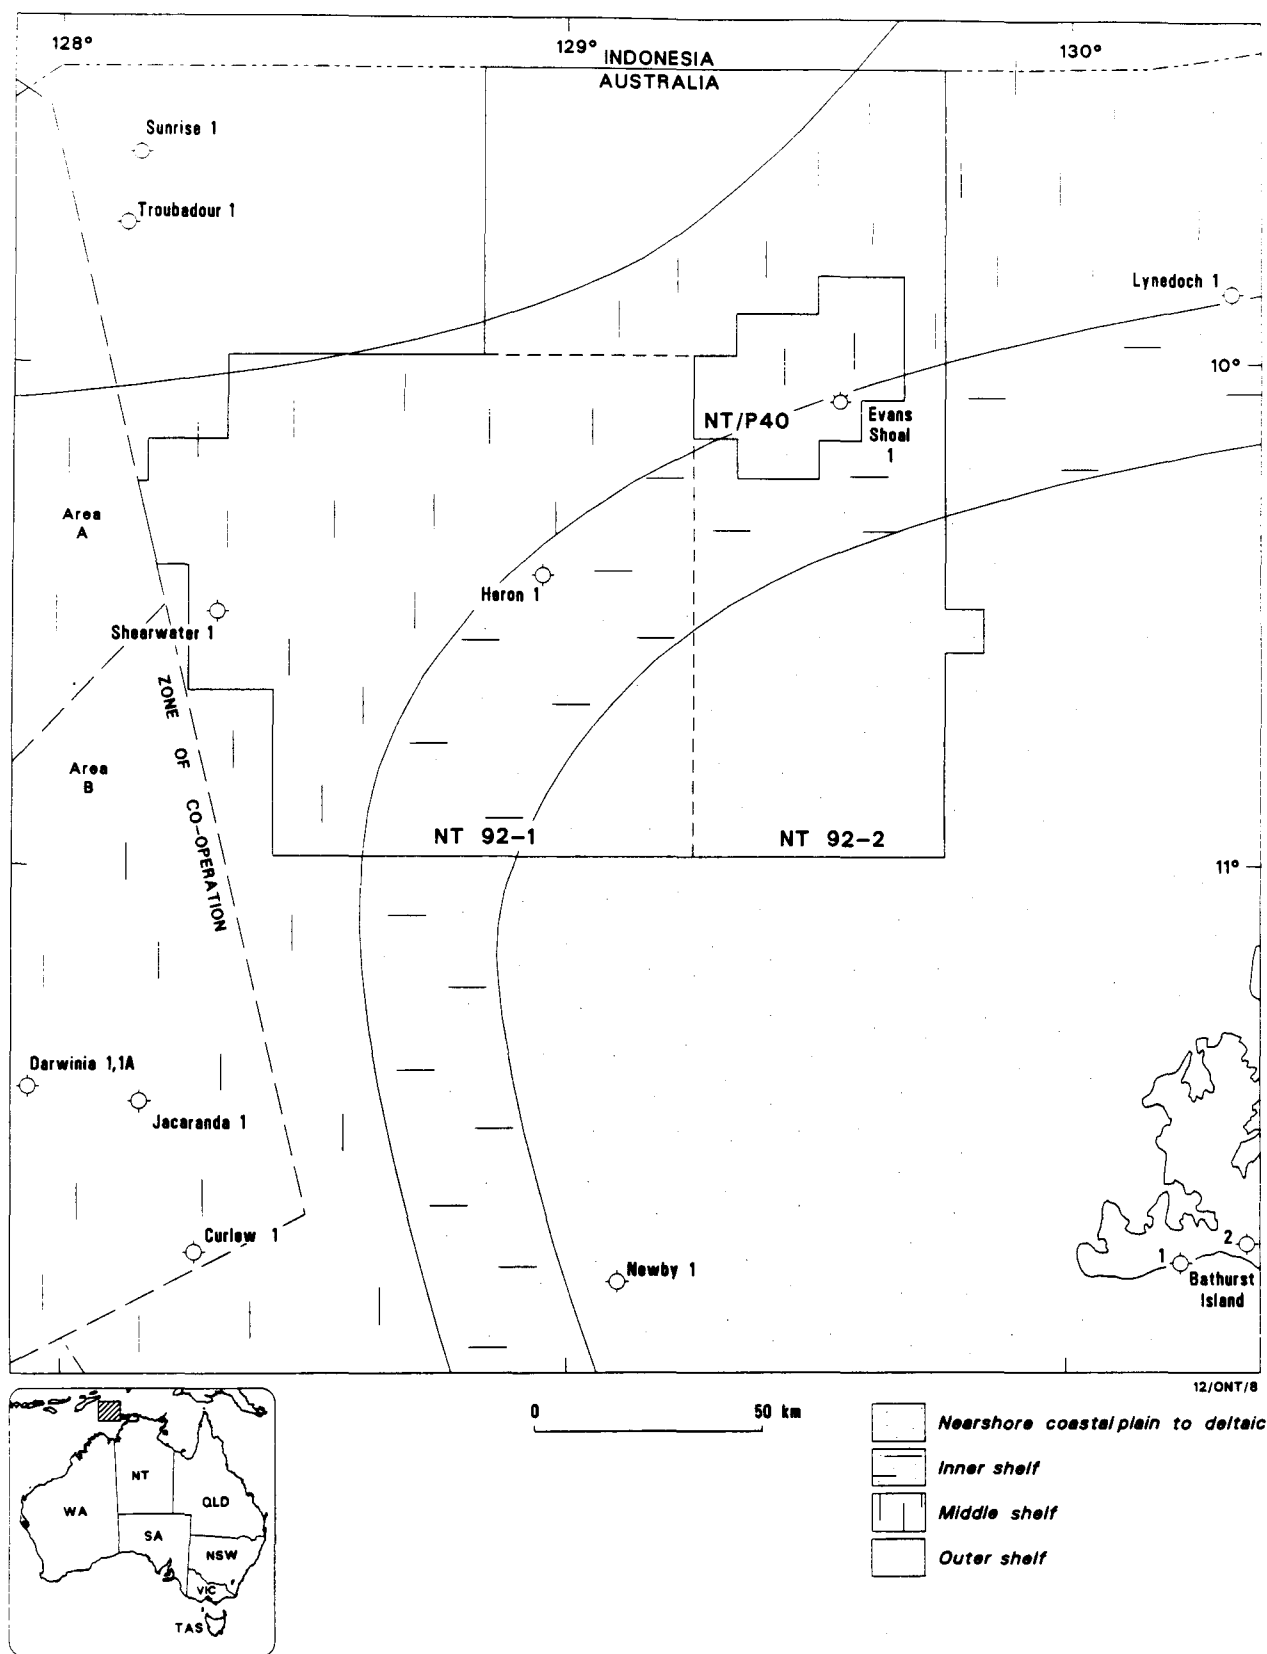 128°
129°
130°
INDONESIA
AUSTRALIA
Sunrise 1
Troubadour 1
Lynedoch 1
10°
NT/P40
Evans
Shoal
1
Area
A
Heron 1
Shearwater 1
ZONE OF CO-OPERATION
Area
B
NT 92-1
NT 92-2
11°
Darwinia 1,1A
Jacaranda 1
Curlew 1
Newby 1
2
1
Bathurst
Island
12/ONT/8
0
50 km
Nearshore coastal plain to deltaic
Inner shelf
Middle shelf
Outer shelf
NT
WA
QLD
SA
NSW
VIC
TAS